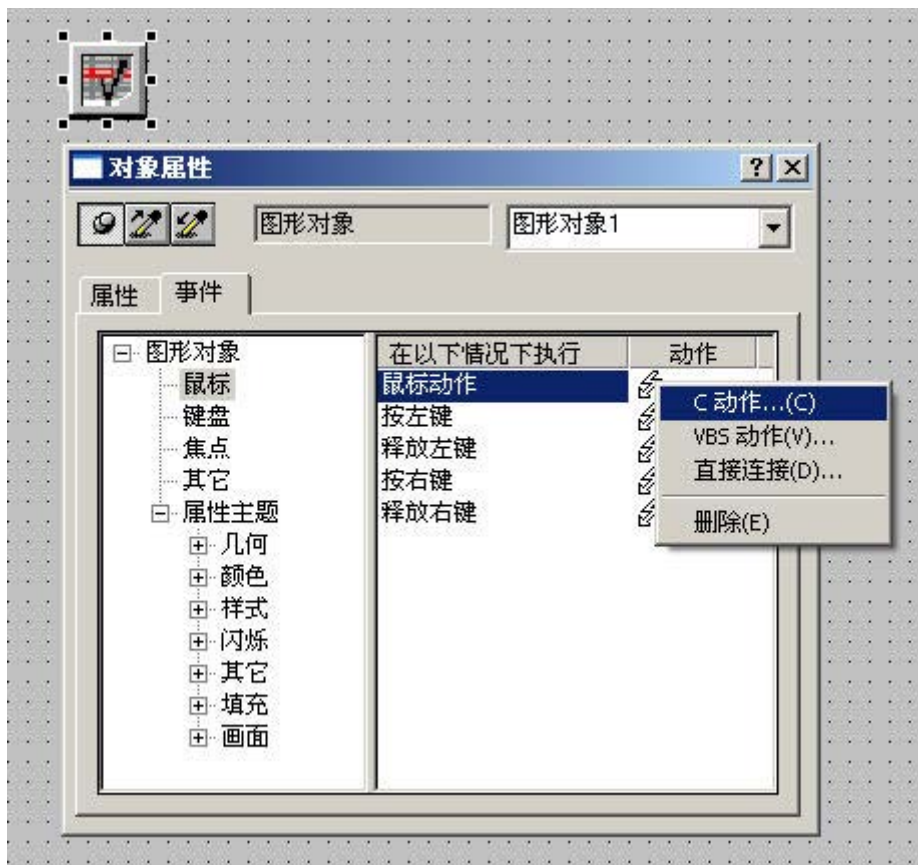 对象属性
图形对象
图形对象1
属性
事件
图形对象
鼠标
键盘
焦点
其它
属性主题
几何
颜色
样式
闪烁
其它
填充
画面
在以下情况下执行
动作
鼠标动作
按左键
释放左键
按右键
释放右键
C 动作...(C)
VBS 动作(V)...
直接连接(D)...
删除(E)